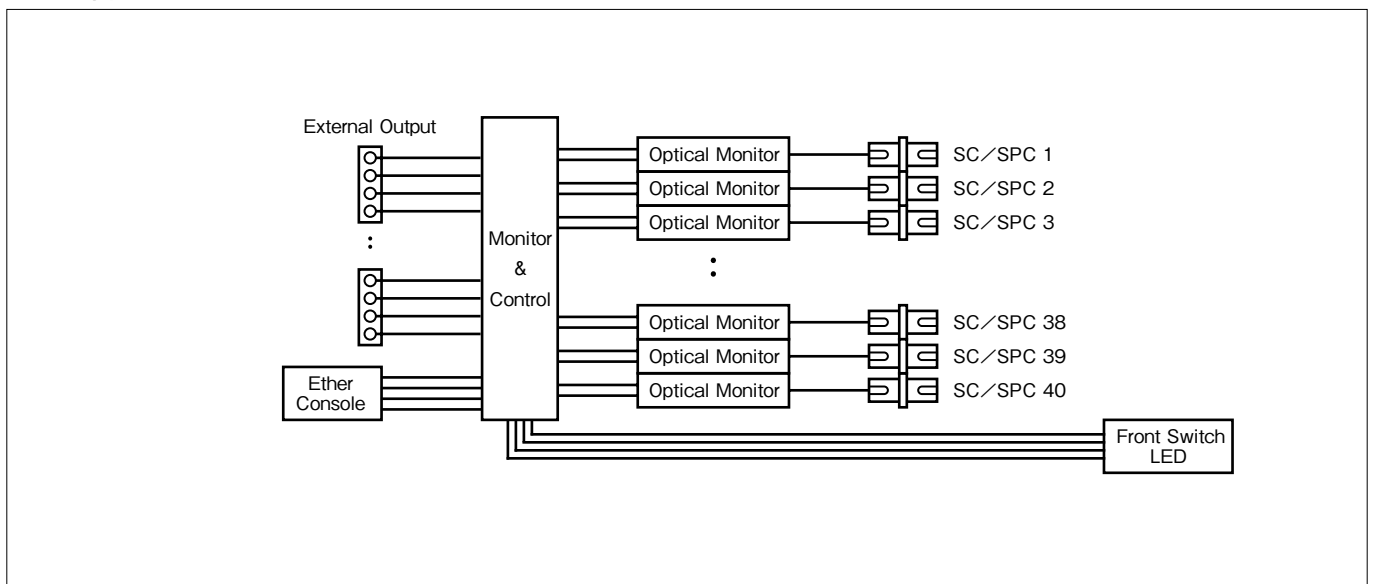 External Output
Monitor
&
Control
Ether
Console
Optical Monitor
SC／SPC 1
Optical Monitor
SC／SPC 2
Optical Monitor
SC／SPC 3
:
:
Optical Monitor
SC／SPC 38
Optical Monitor
SC／SPC 39
Optical Monitor
SC／SPC 40
Front Switch
LED